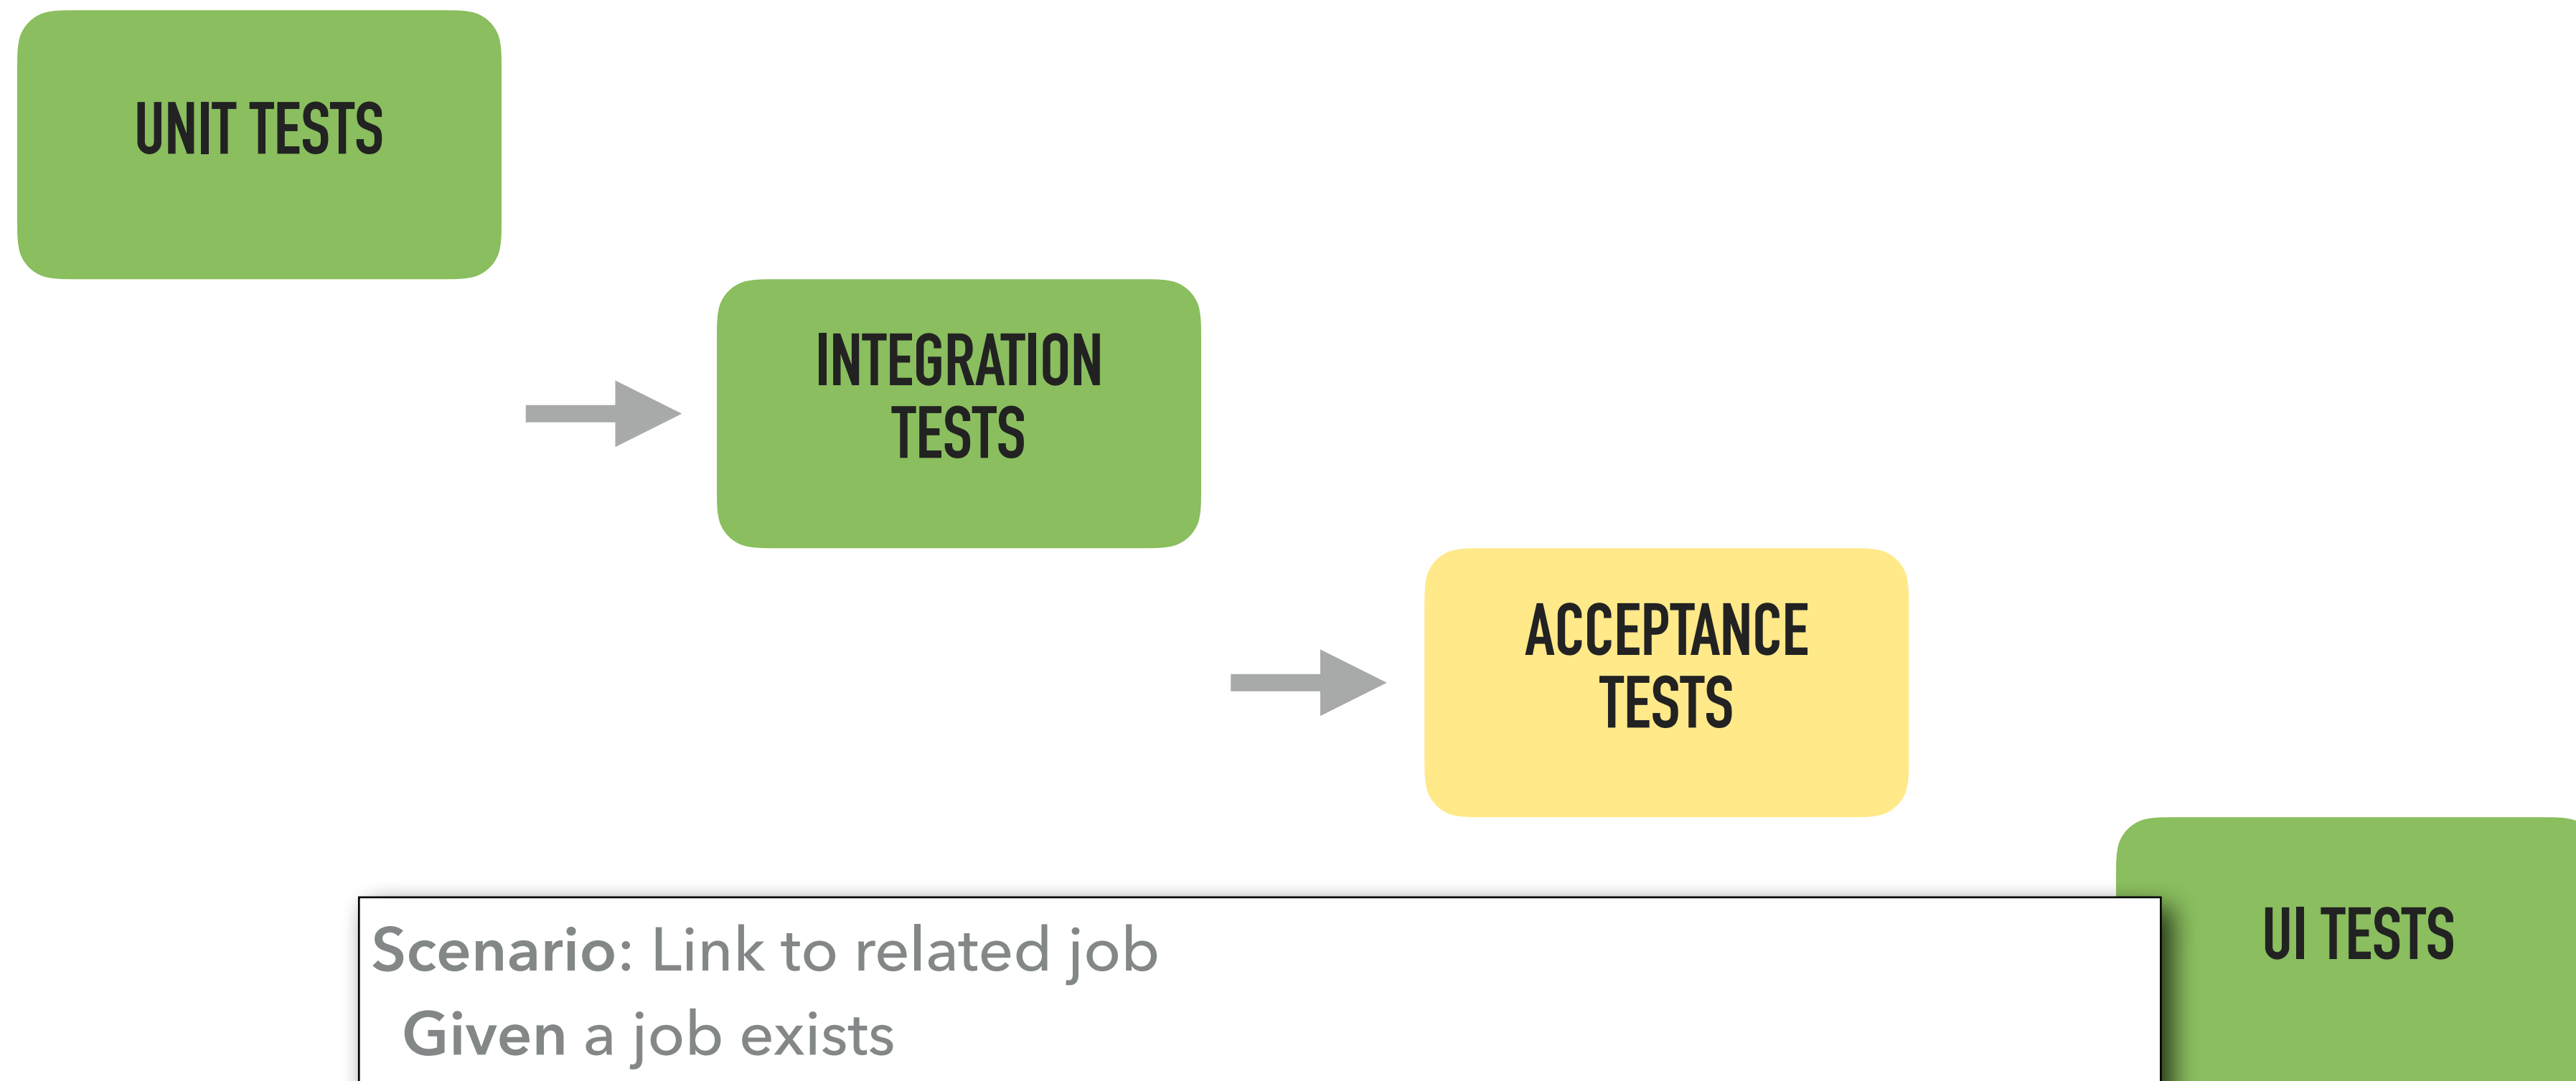 UNIT TESTS
INTEGRATION
TESTS
ACCEPTANCE
TESTS
UI TESTS
Scenario: Link to related job
Given a job exists